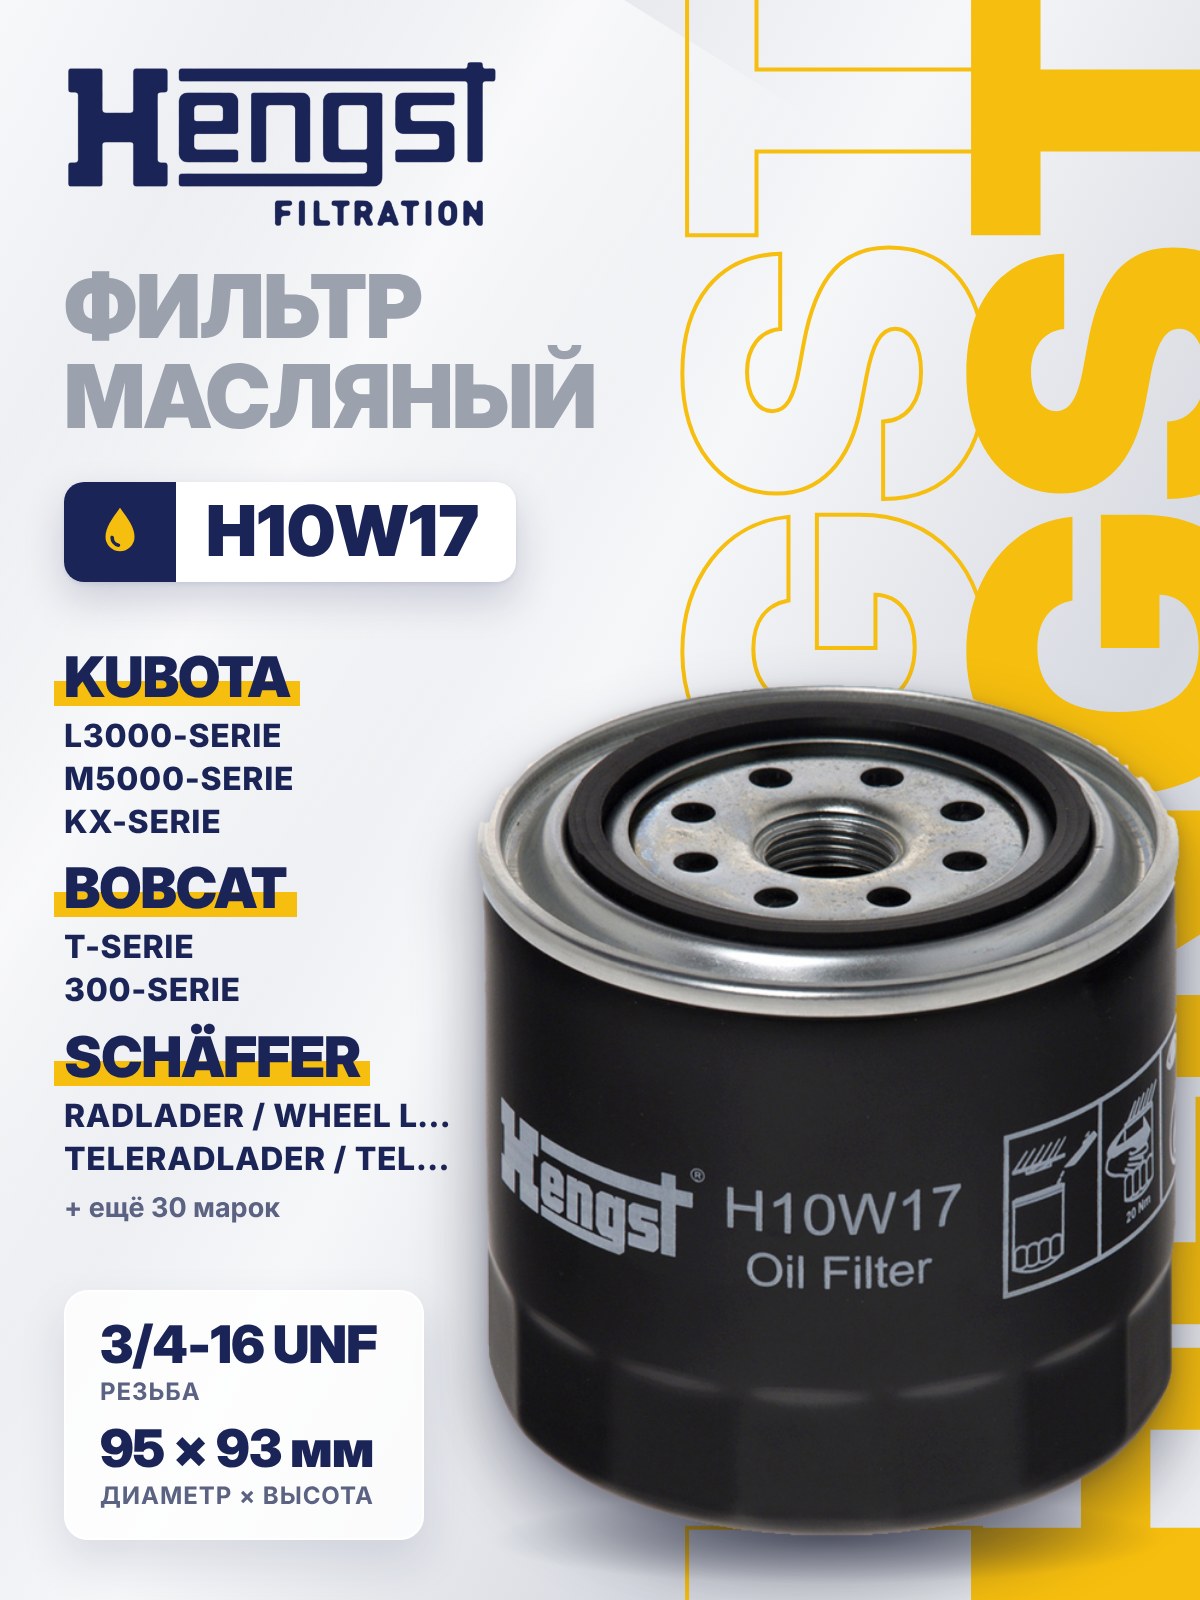 Hengst
FILTRATION
ФИЛЬТР
МАСЛЯНЫЙ
H10W17
KUBOTA
L3000-SERIE
M5000-SERIE
KX-SERIE
BOBCAT
T-SERIE
300-SERIE
SCHÄFFER
RADLADER / WHEEL L...
TELERADLADER / TEL...
+ ещё 30 марок
3/4-16 UNF
РЕЗЬБА
95 × 93 мм
ДИАМЕТР × ВЫСОТА
Hengst®
H10W17
Oil Filter
20 Nm
HENGST
HENGST